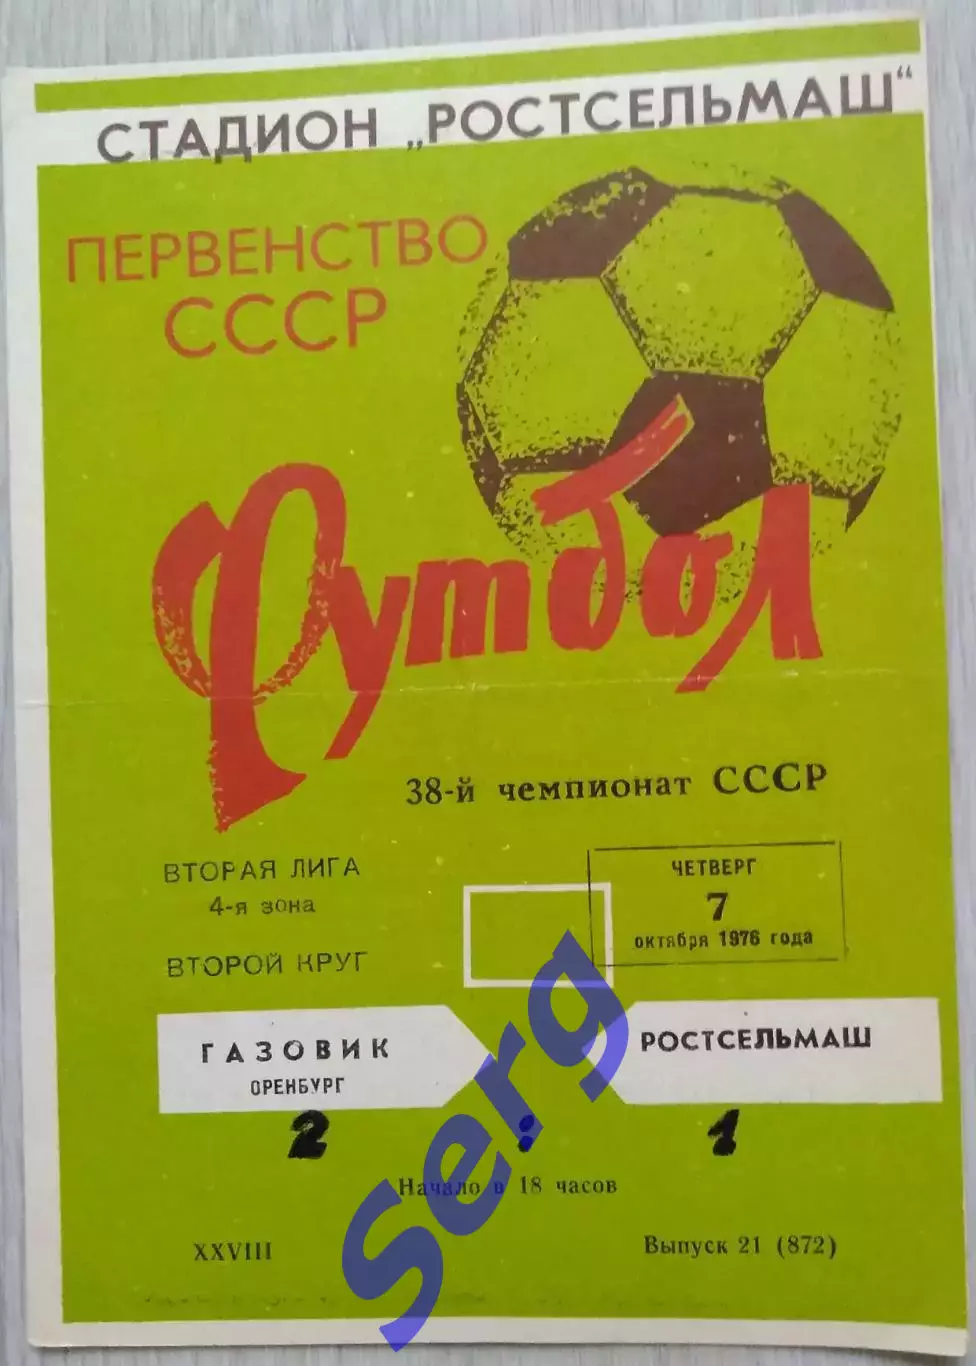 СТАДИОН „РОСТСЕЛЬМАШ“
ПЕРВЕНСТВО
СССР
Футбол
38-й чемпионат СССР
ВТОРАЯ ЛИГА
4-я зона
ВТОРОЙ КРУГ
ЧЕТВЕРГ
7
октября 1976 года
ГАЗОВИК
ОРЕНБУРГ
РОСТСЕЛЬМАШ
2 : 1
Начало в 18 часов
XXVIII
Выпуск 21 (872)
Serg